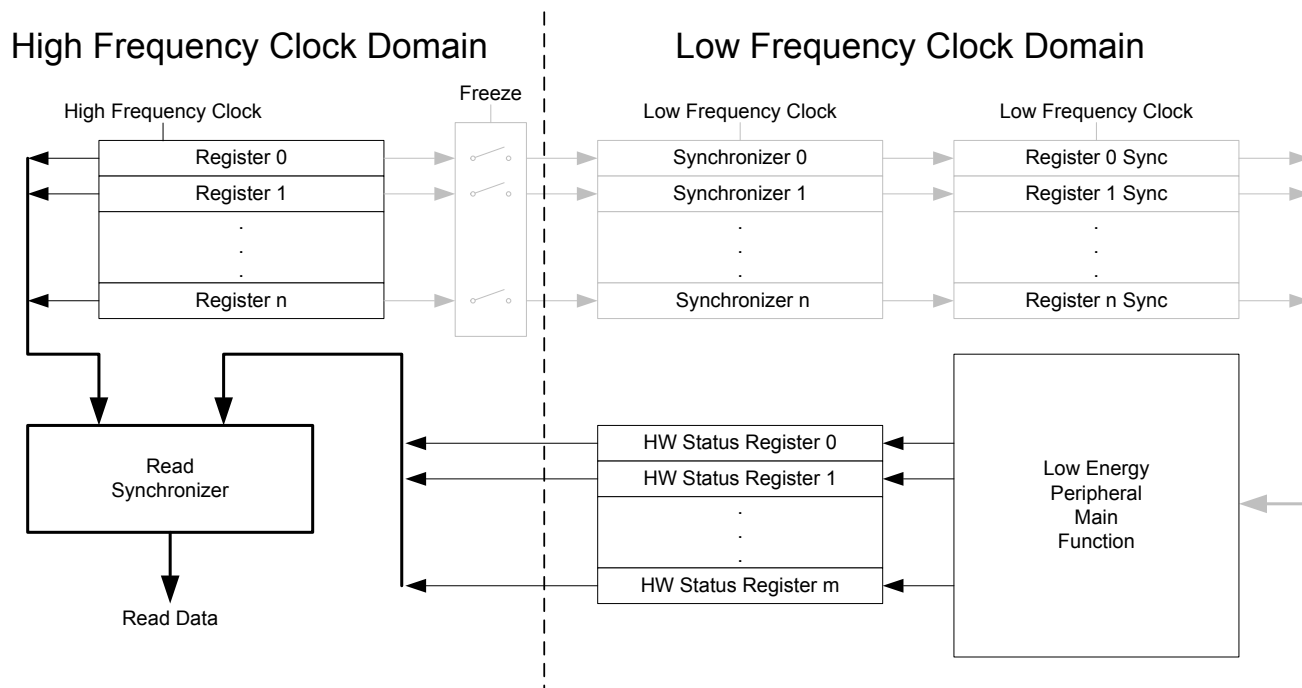 High Frequency Clock Domain
Low Frequency Clock Domain
Freeze
High Frequency Clock
Low Frequency Clock
Low Frequency Clock
Register 0
Synchronizer 0
Register 0 Sync
Register 1
Synchronizer 1
Register 1 Sync
.
.
.
.
.
.
.
.
.
Register n
Synchronizer n
Register n Sync
Read
Synchronizer
HW Status Register 0
HW Status Register 1
.
.
.
HW Status Register m
Low Energy
Peripheral
Main
Function
Read Data